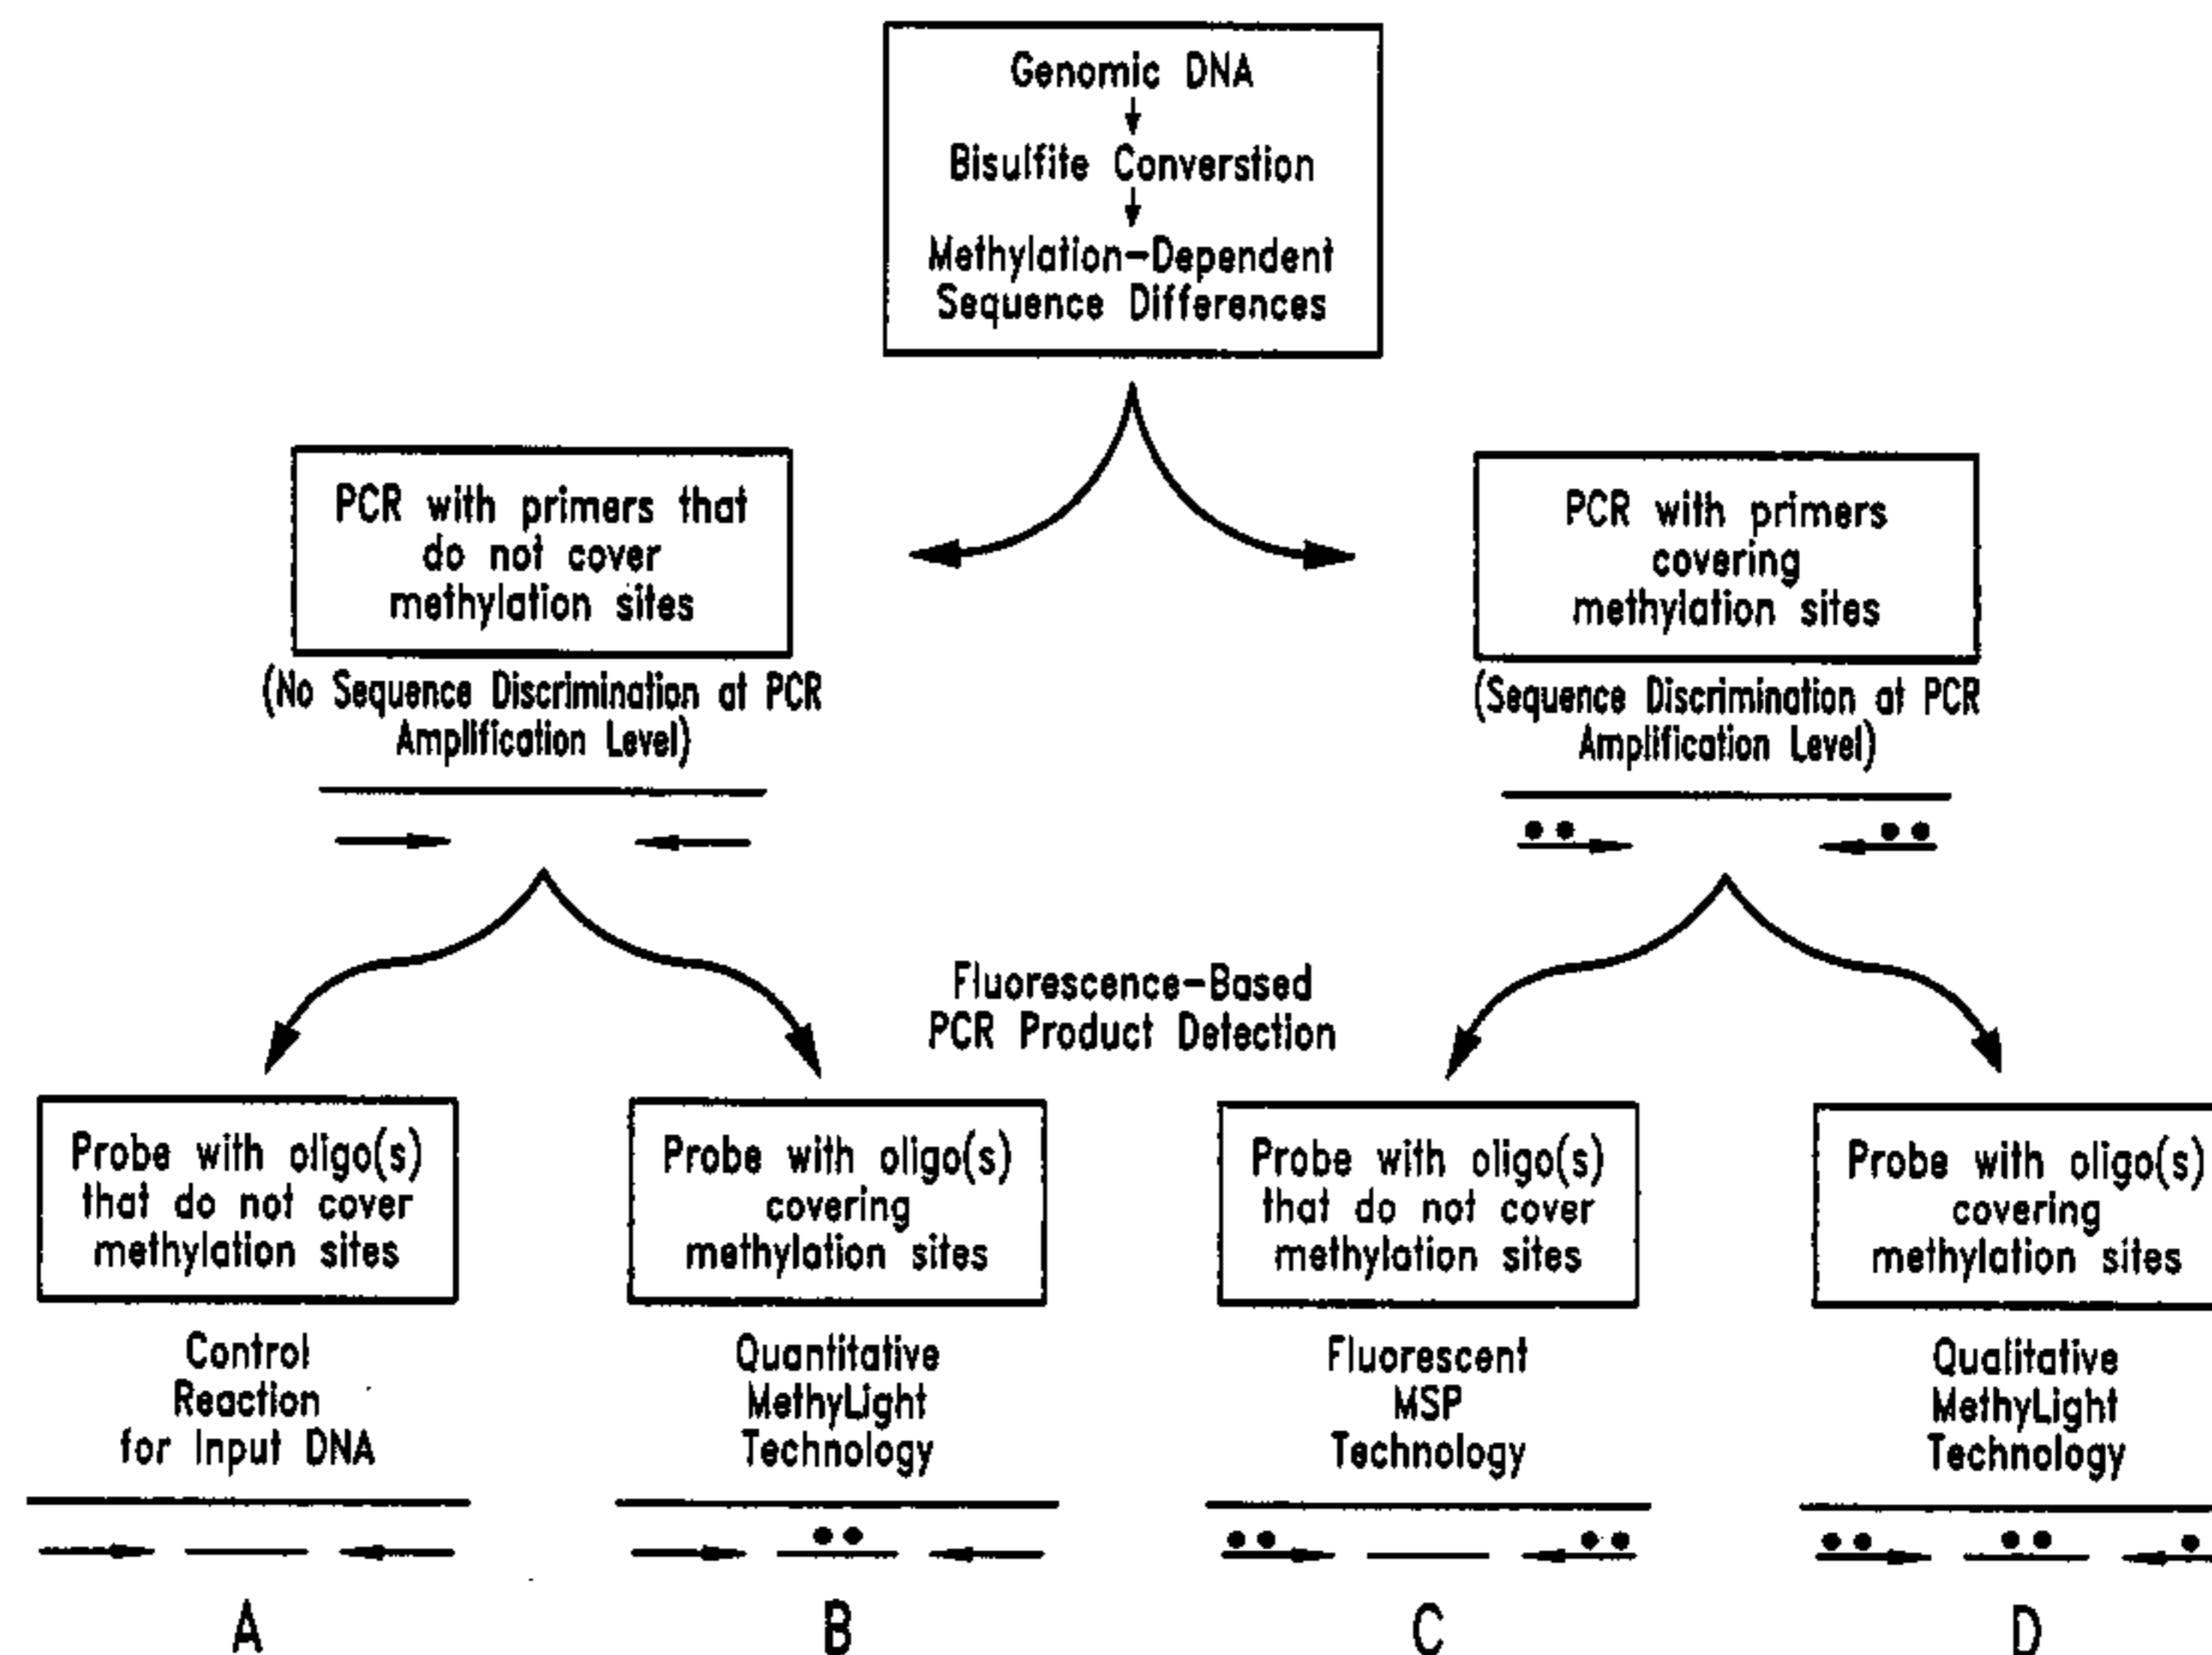 Genomic DNA
Bisulfite Converstion
Methylation-Dependent
Sequence Differences
PCR with primers that
do not cover
methylation sites
(No Sequence Discrimination at PCR
Amplification Level)
PCR with primers
covering
methylation sites
(Sequence Discrimination at PCR
Amplification Level)
Fluorescence-Based
PCR Product Detection
Probe with oligo(s)
that do not cover
methylation sites
Control
Reaction
for Input DNA
A
Probe with oligo(s)
covering
methylation sites
Quantitative
MethyLight
Technology
B
Probe with oligo(s)
that do not cover
methylation sites
Fluorescent
MSP
Technology
C
Probe with oligo(s)
covering
methylation sites
Qualitative
MethyLight
Technology
D